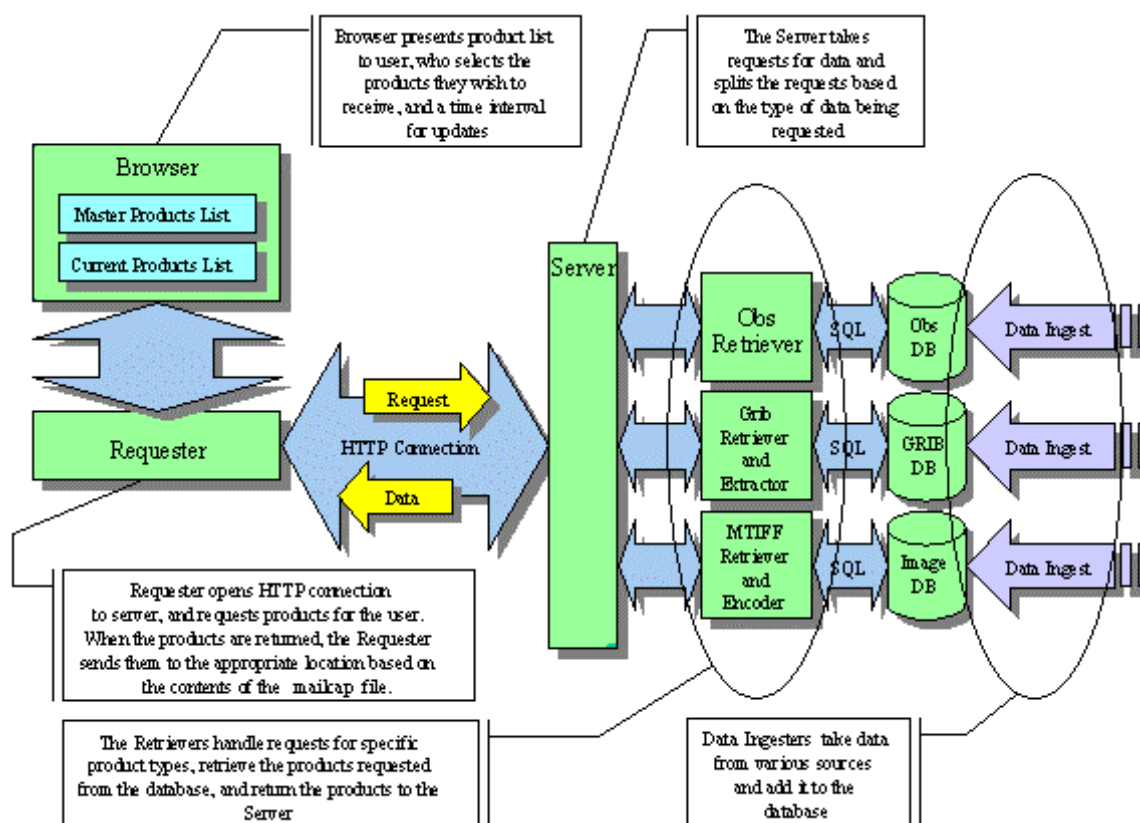 Browser presents product list
to user, who selects the
products they wish to
receive, and a time interval
for updates
The Server takes
requests for data and
splits the requests based
on the type of data being
requested
Browser
Master Products List
Current Products List
Requester
Request
HTTP Connection
Data
Server
Obs
Retriever
SQL
Obs
DB
Data Ingest
Grib
Retriever
and
Extractor
SQL
GRIB
DB
Data Ingest
MTIFF
Retriever
and
Encoder
SQL
Image
DB
Data Ingest
Requester opens HTTP connection
to server, and requests products for the user.
When the products are returned, the Requester
sends them to the appropriate location based on
the contents of the mailcap file.
The Retrievers handle requests for specific
product types, retrieve the products requested
from the database, and return the products to the
Server
Data Ingesters take data
from various sources
and add it to the
database